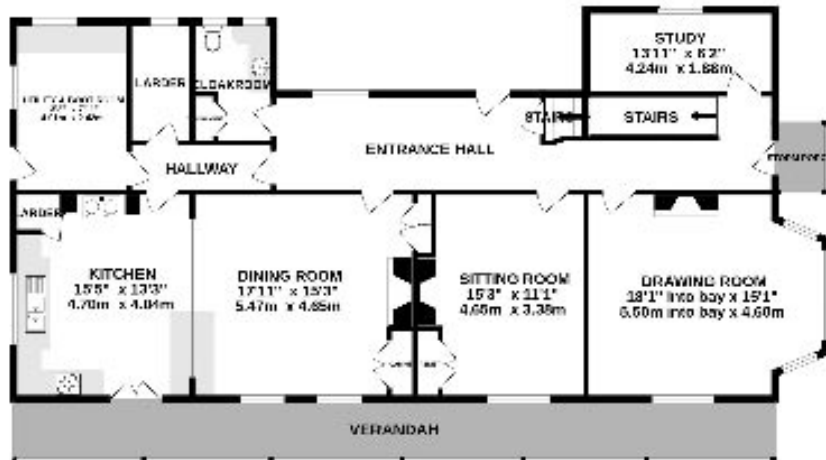 STUDY
13'11" x 6'2"
4.24m x 1.88m
LARDER
CLOAKROOM
STAIRS
STAIRS
ENTRANCE HALL
HALLWAY
LARDER
KITCHEN
15'5" x 13'3"
4.70m x 4.04m
DINING ROOM
17'11" x 15'3"
5.47m x 4.65m
SITTING ROOM
15'3" x 11'1"
4.65m x 3.38m
DRAWING ROOM
18'1" into bay x 15'1"
5.50m into bay x 4.60m
VERANDAH